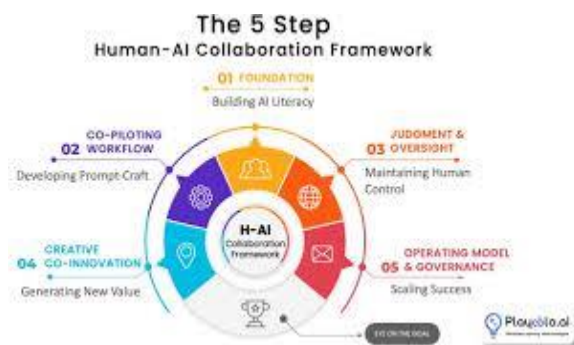 The 5 Step
Human-AI Collaboration Framework
01 FOUNDATION
Building AI Literacy
02 CO-PILOTING
WORKFLOW
Developing Prompt-Craft
03 JUDGMENT &
OVERSIGHT
Maintaining Human
Control
H-AI
Collaboration
Framework
04 CREATIVE
CO-INNOVATION
Generating New Value
05 OPERATING MODEL
& GOVERNANCE
Scaling Success
EYE ON THE GOAL
Playablo.ai